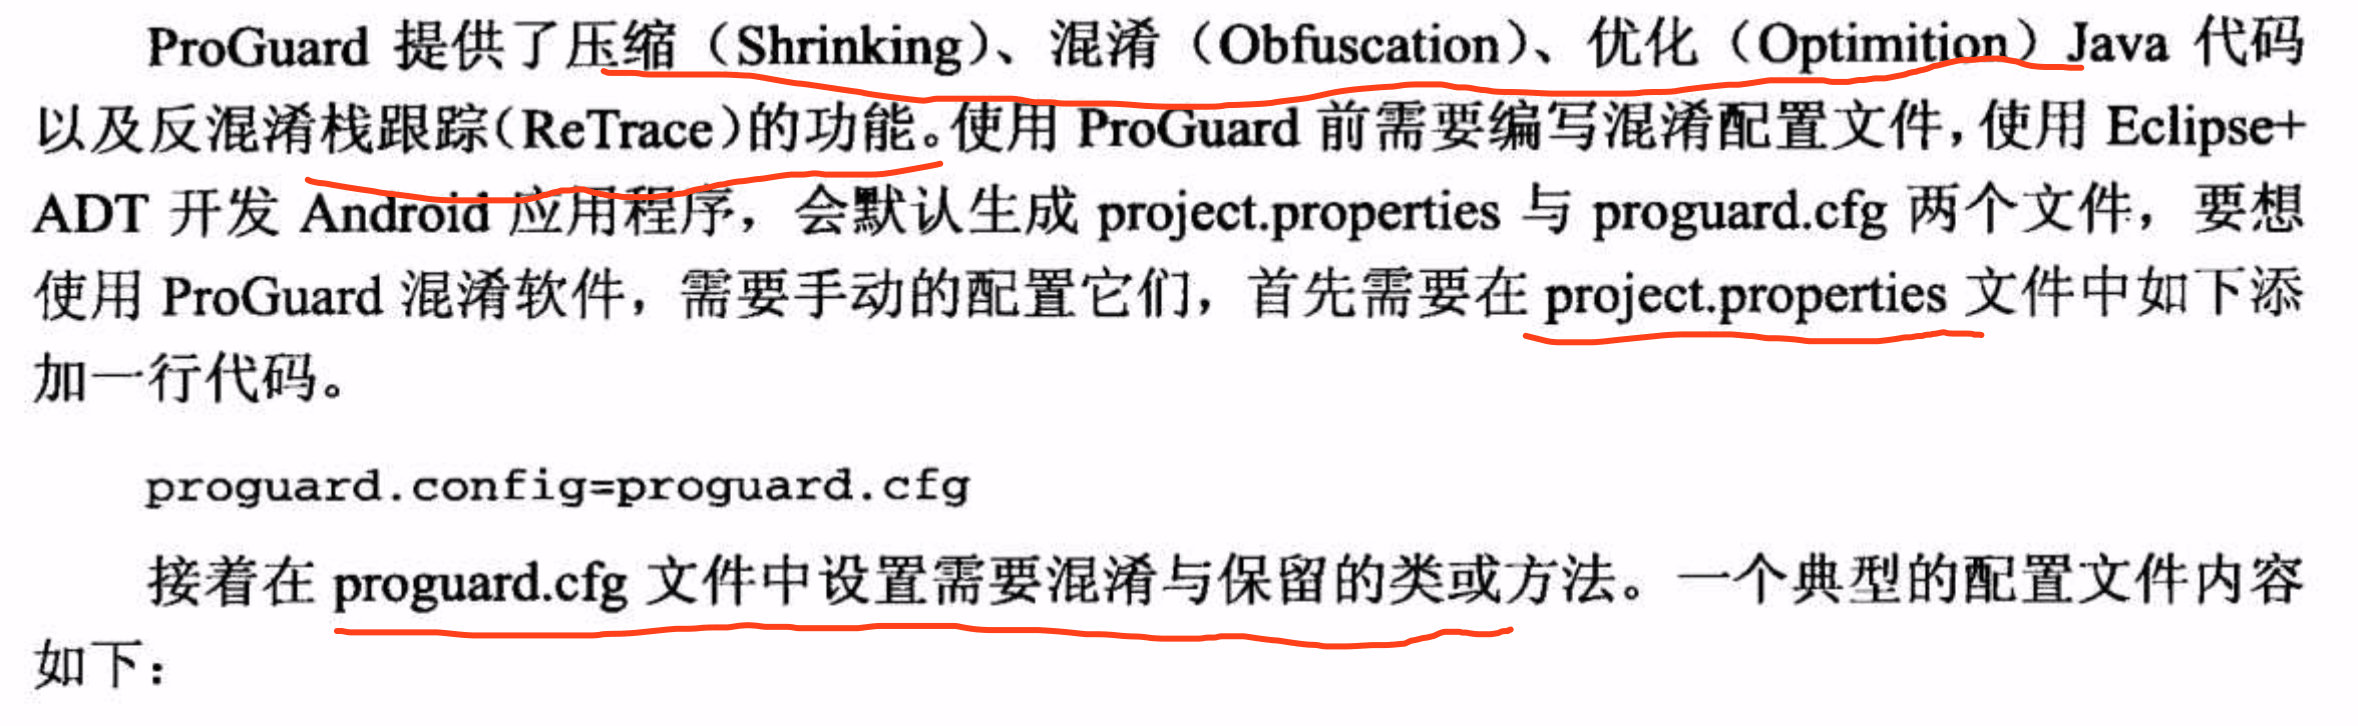 ProGuard 提供了压缩（Shrinking）、混淆（Obfuscation）、优化（Optimition）Java 代码
以及反混淆栈跟踪（ReTrace）的功能。使用 ProGuard 前需要编写混淆配置文件，使用 Eclipse+
ADT 开发 Android 应用程序，会默认生成 project.properties 与 proguard.cfg 两个文件，要想
使用 ProGuard 混淆软件，需要手动的配置它们，首先需要在 project.properties 文件中如下添
加一行代码。
proguard.config=proguard.cfg
接着在 proguard.cfg 文件中设置需要混淆与保留的类或方法。一个典型的配置文件内容
如下：